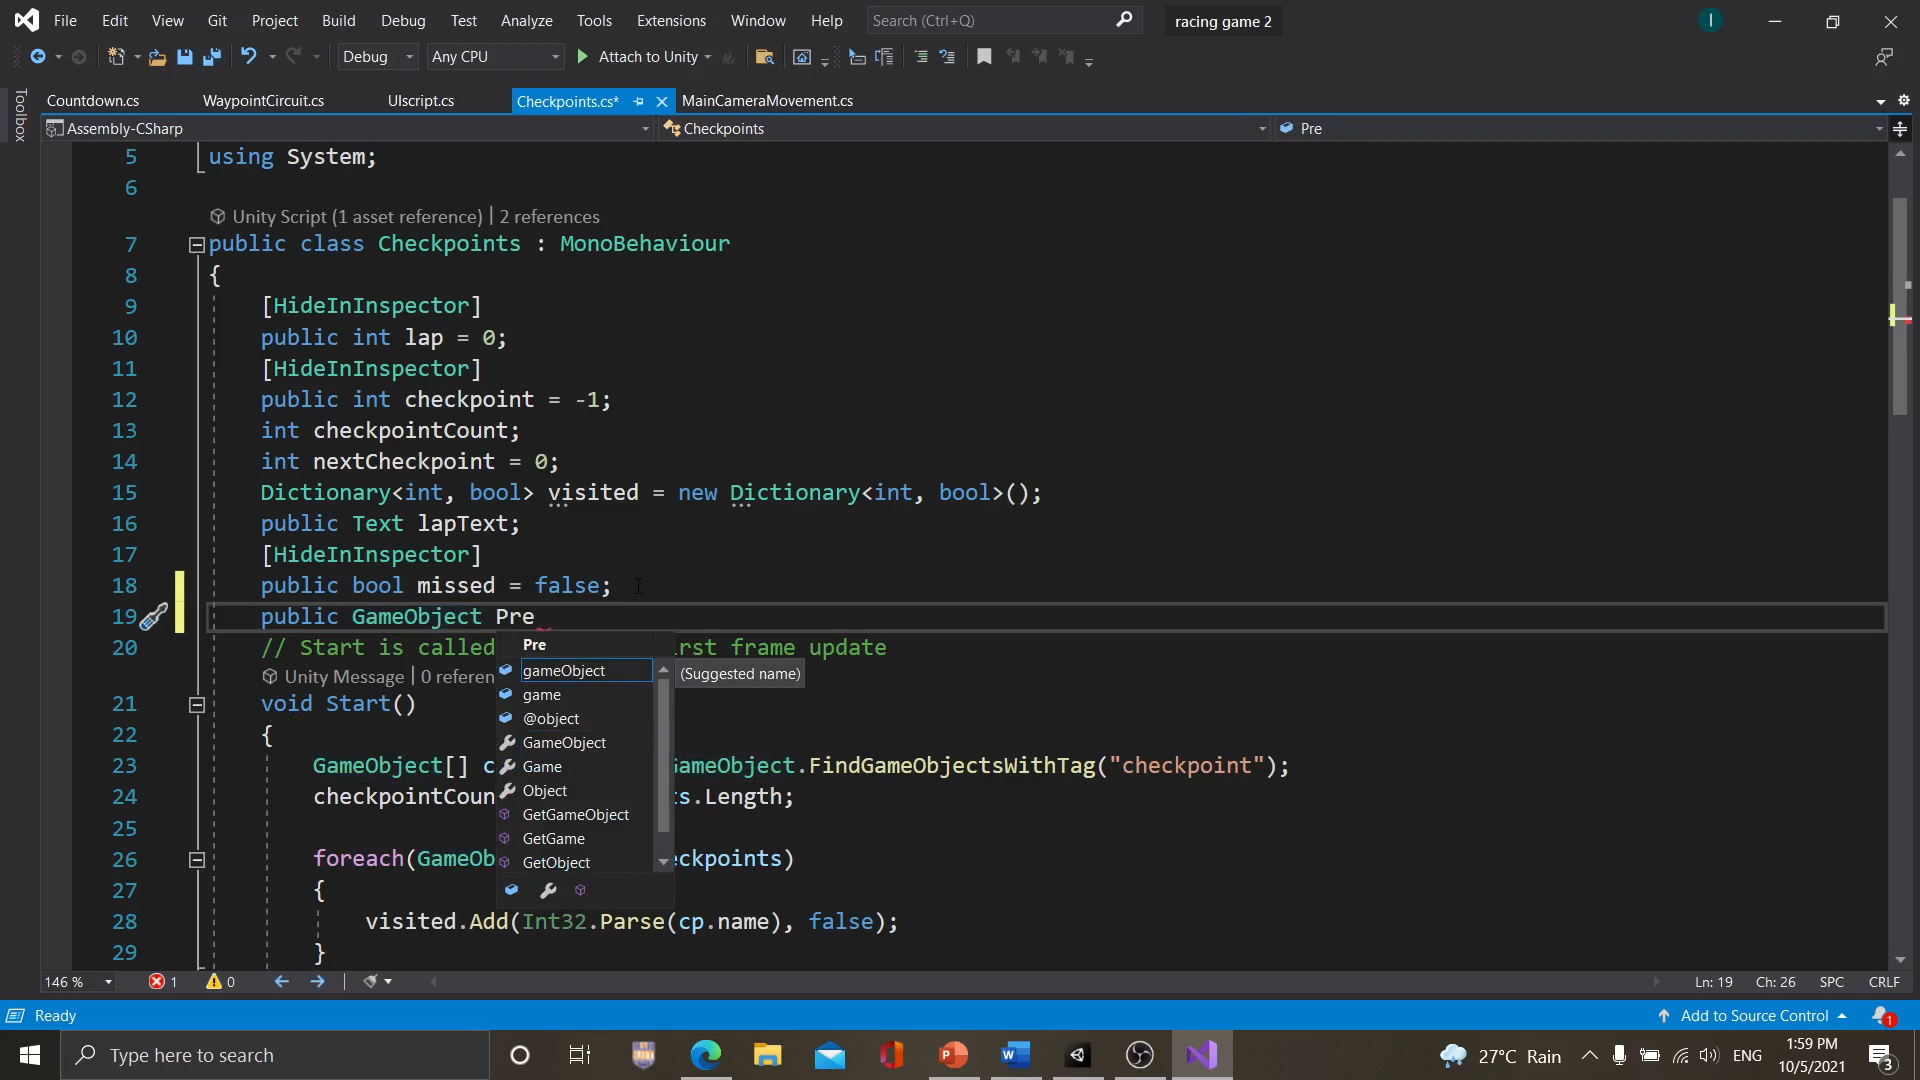 File Edit View Git Project Build Debug Test Analyze Tools Extensions Window Help Search (Ctrl+Q) racing game 2 I
Debug Any CPU Attach to Unity
Toolbox
Countdown.cs WaypointCircuit.cs UIscript.cs Checkpoints.cs* MainCameraMovement.cs
Assembly-CSharp Checkpoints Pre
5 using System;
6
Unity Script (1 asset reference) | 2 references
7 public class Checkpoints : MonoBehaviour
8 {
9 [HideInInspector]
10 public int lap = 0;
11 [HideInInspector]
12 public int checkpoint = -1;
13 int checkpointCount;
14 int nextCheckpoint = 0;
15 Dictionary<int, bool> visited = new Dictionary<int, bool>();
16 public Text lapText;
17 [HideInInspector]
18 public bool missed = false;
19 public GameObject Pre
20 // Start is called rst frame update
Unity Message | 0 referen
21 void Start()
22 {
23 GameObject[] c ameObject.FindGameObjectsWithTag("checkpoint");
24 checkpointCoun ts.Length;
25
26 foreach(GameOb eckpoints)
27 {
28 visited.Add(Int32.Parse(cp.name), false);
29 }
Pre
gameObject (Suggested name)
game
@object
GameObject
Game
Object
GetGameObject
GetGame
GetObject
146 % 1 0 Ln: 19 Ch: 26 SPC CRLF
Ready Add to Source Control 1
Type here to search 27°C Rain ENG 1:59 PM 10/5/2021 3